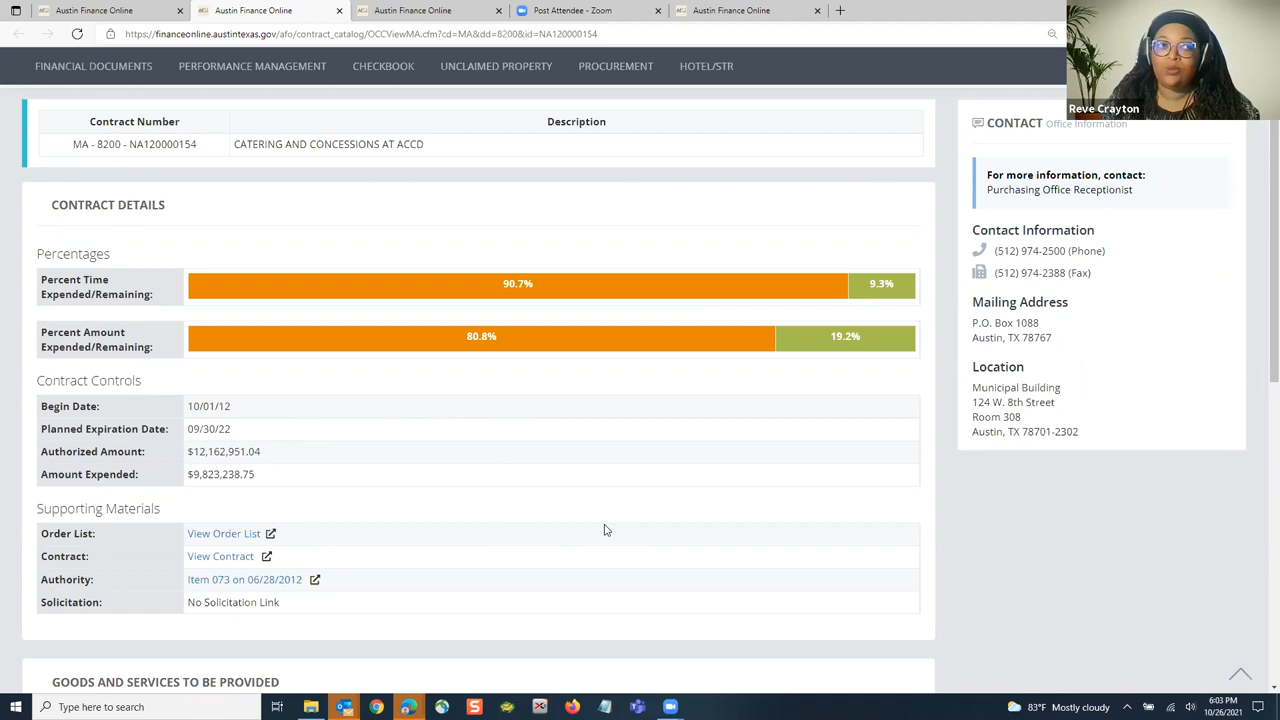 Austin Finance Online
Austin Finance Online
Austin Finance Online
Post Attendee - Zoom
Austin Finance Online
https://financeonline.austintexas.gov/afo/contract_catalog/OCCViewMA.cfm?cd=MA&dd=8200&id=NA120000154
FINANCIAL DOCUMENTS PERFORMANCE MANAGEMENT CHECKBOOK UNCLAIMED PROPERTY PROCUREMENT HOTEL/STR
Reve Crayton
Contract Number Description
MA - 8200 - NA120000154 CATERING AND CONCESSIONS AT ACCD
CONTRACT DETAILS
Percentages
Percent Time
Expended/Remaining:
90.7% 9.3%
Percent Amount
Expended/Remaining:
80.8% 19.2%
Contract Controls
Begin Date: 10/01/12
Planned Expiration Date: 09/30/22
Authorized Amount: $12,162,951.04
Amount Expended: $9,823,238.75
Supporting Materials
Order List: View Order List
Contract: View Contract
Authority: Item 073 on 06/28/2012
Solicitation: No Solicitation Link
GOODS AND SERVICES TO BE PROVIDED
CONTACT Office Information
For more information, contact:
Purchasing Office Receptionist
Contact Information
(512) 974-2500 (Phone)
(512) 974-2388 (Fax)
Mailing Address
P.O. Box 1088
Austin, TX 78767
Location
Municipal Building
124 W. 8th Street
Room 308
Austin, TX 78701-2302
Type here to search
83°F Mostly cloudy
6:03 PM
10/26/2021